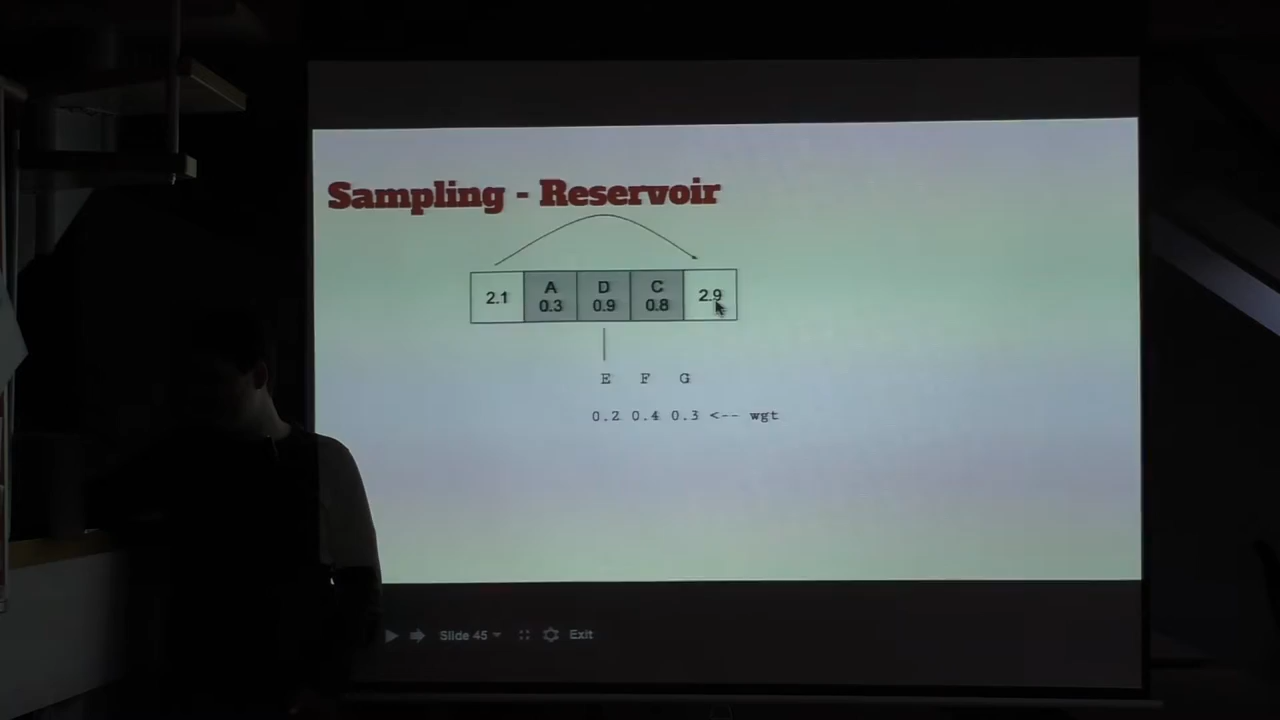 Sampling - Reservoir
A D C
2.1 0.3 0.9 0.8 2.9
E F G
0.2 0.4 0.3 <-- wgt
Slide 45 Exit